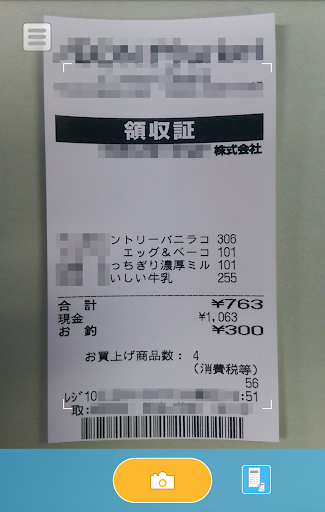 領収証
株式会社
ントリーバニラコ 306
エッグ&ベーコ 101
っちぎり濃厚ミル 101
いしい牛乳 255
合計 ¥763
現金 ¥1,063
お釣 ¥300
お買上げ商品数: 4
(消費税等)
56
ﾚｼﾞ10 :51
取: